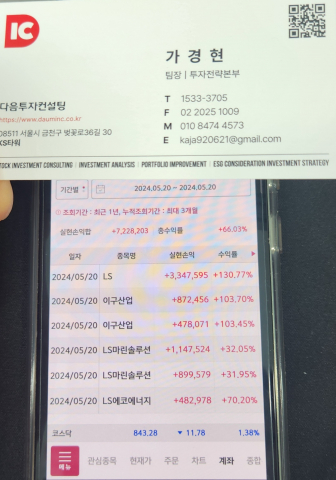 IC
가 경 현
팀장 | 투자전략본부
다음투자컨설팅
https://www.dauminc.co.kr
08511 서울시 금천구 벚꽃로36길 30
KS타워
T 1533-3705
F 02 2025 1009
M 010 8474 4573
E kaja920621@gmail.com
STOCK INVESTMENT CONSULTING | INVESTMENT ANALYSIS | PORTFOLIO IMPROVEMENT | ESG CONSIDERATION INVESTMENT STRATEGY
기간별 2024.05.20 ~ 2024.05.20
조회기간 : 최근 1년, 누적조회기간 : 최대 3개월
실현손익합 +7,228,203 총수익률 +66.03%
일자 종목명 실현손익 수익률
2024/05/20 LS +3,347,595 +130.77%
2024/05/20 이구산업 +872,456 +103.70%
2024/05/20 이구산업 +478,071 +103.45%
2024/05/20 LS마린솔루션 +1,147,524 +32.05%
2024/05/20 LS마린솔루션 +899,579 +31.95%
2024/05/20 LS에코에너지 +482,978 +70.20%
코스닥 843.28 ▼ 11.78 1.38%
메뉴 관심종목 현재가 주문 차트 계좌 종합